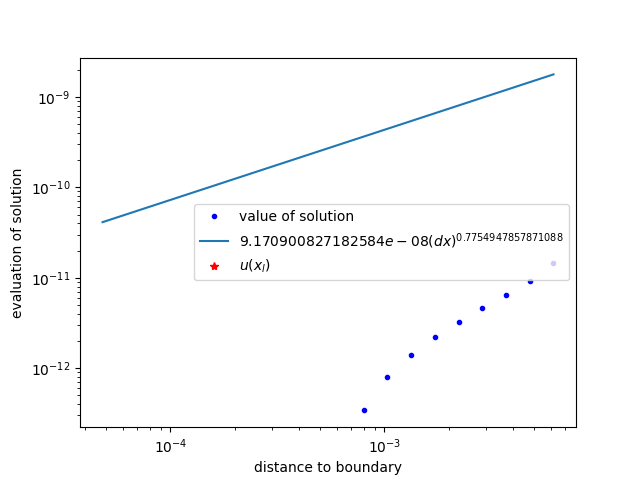 10⁻⁹
10⁻¹⁰
10⁻¹¹
10⁻¹²
evaluation of solution
value of solution
9.170900827182584e − 08(dx)^0.7754947857871088
u(x_l)
10⁻⁴
10⁻³
distance to boundary